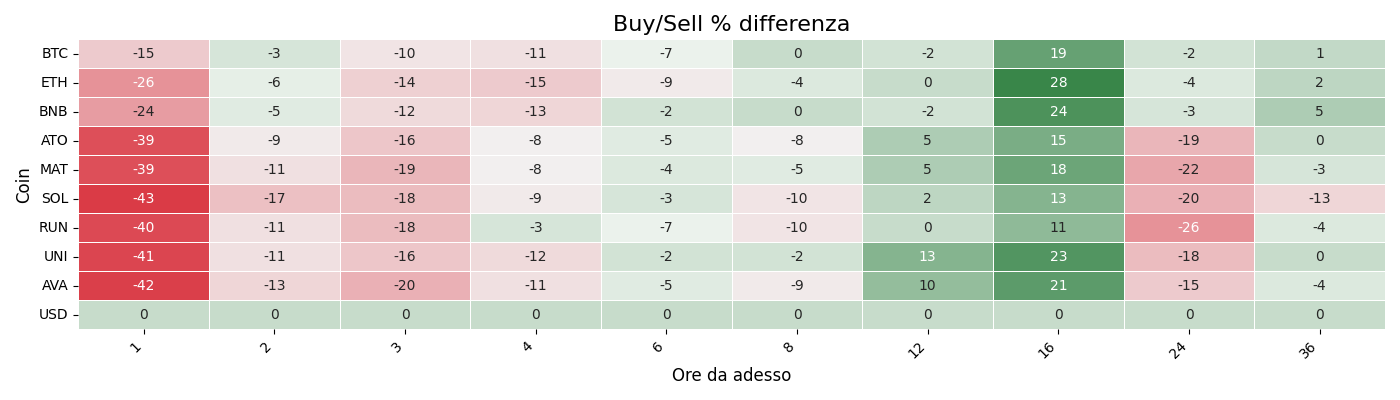 Buy/Sell % differenza
Coin
BTC -15 -3 -10 -11 -7 0 -2 19 -2 1
ETH -26 -6 -14 -15 -9 -4 0 28 -4 2
BNB -24 -5 -12 -13 -2 0 -2 24 -3 5
ATO -39 -9 -16 -8 -5 -8 5 15 -19 0
MAT -39 -11 -19 -8 -4 -5 5 18 -22 -3
SOL -43 -17 -18 -9 -3 -10 2 13 -20 -13
RUN -40 -11 -18 -3 -7 -10 0 11 -26 -4
UNI -41 -11 -16 -12 -2 -2 13 23 -18 0
AVA -42 -13 -20 -11 -5 -9 10 21 -15 -4
USD 0 0 0 0 0 0 0 0 0 0
1 2 3 4 6 8 12 16 24 36
Ore da adesso